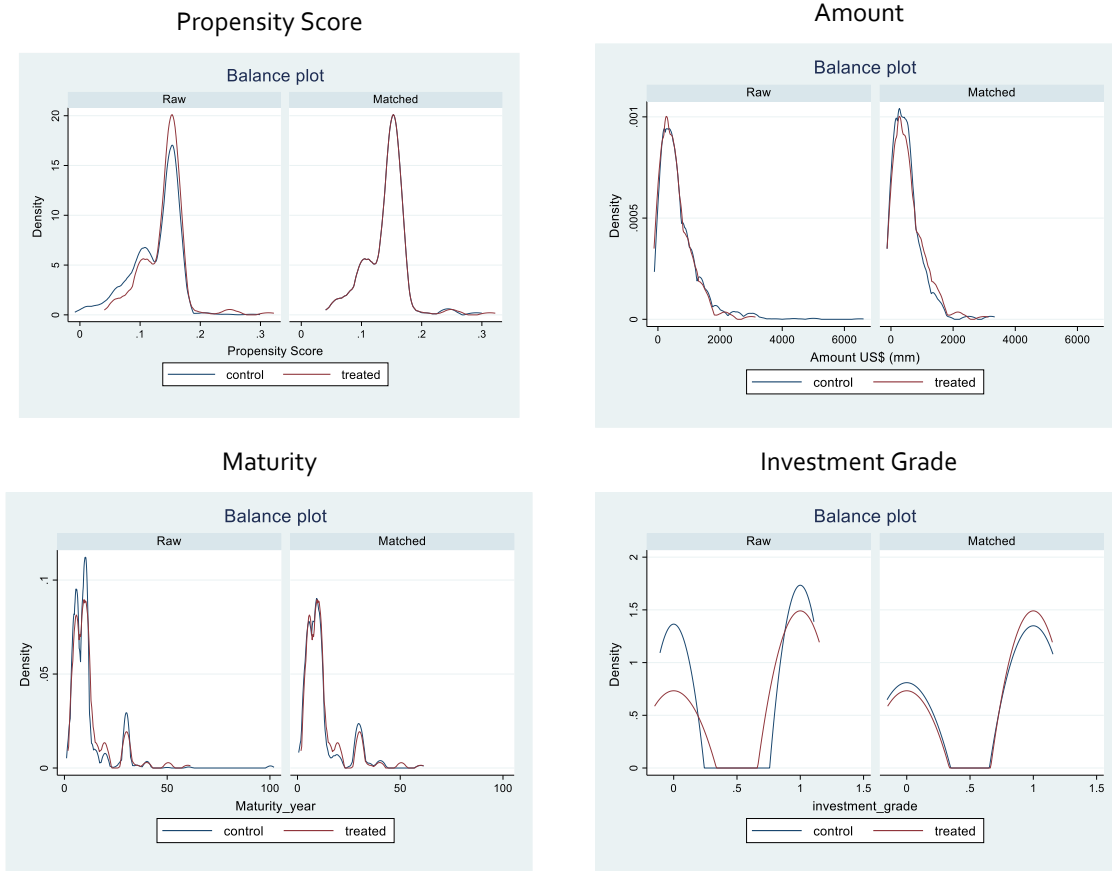 Propensity Score
Balance plot
Raw Matched
20
15
10
5
0
Density
0 .1 .2 .3 0 .1 .2 .3
Propensity Score
control treated
Amount
Balance plot
Raw Matched
.001
.0005
0
Density
0 2000 4000 6000 0 2000 4000 6000
Amount US$ (mm)
control treated
Maturity
Balance plot
Raw Matched
.1
.05
0
Density
0 50 100 0 50 100
Maturity_year
control treated
Investment Grade
Balance plot
Raw Matched
2
1.5
1
.5
0
Density
0 .5 1 1.5 0 .5 1 1.5
investment_grade
control treated